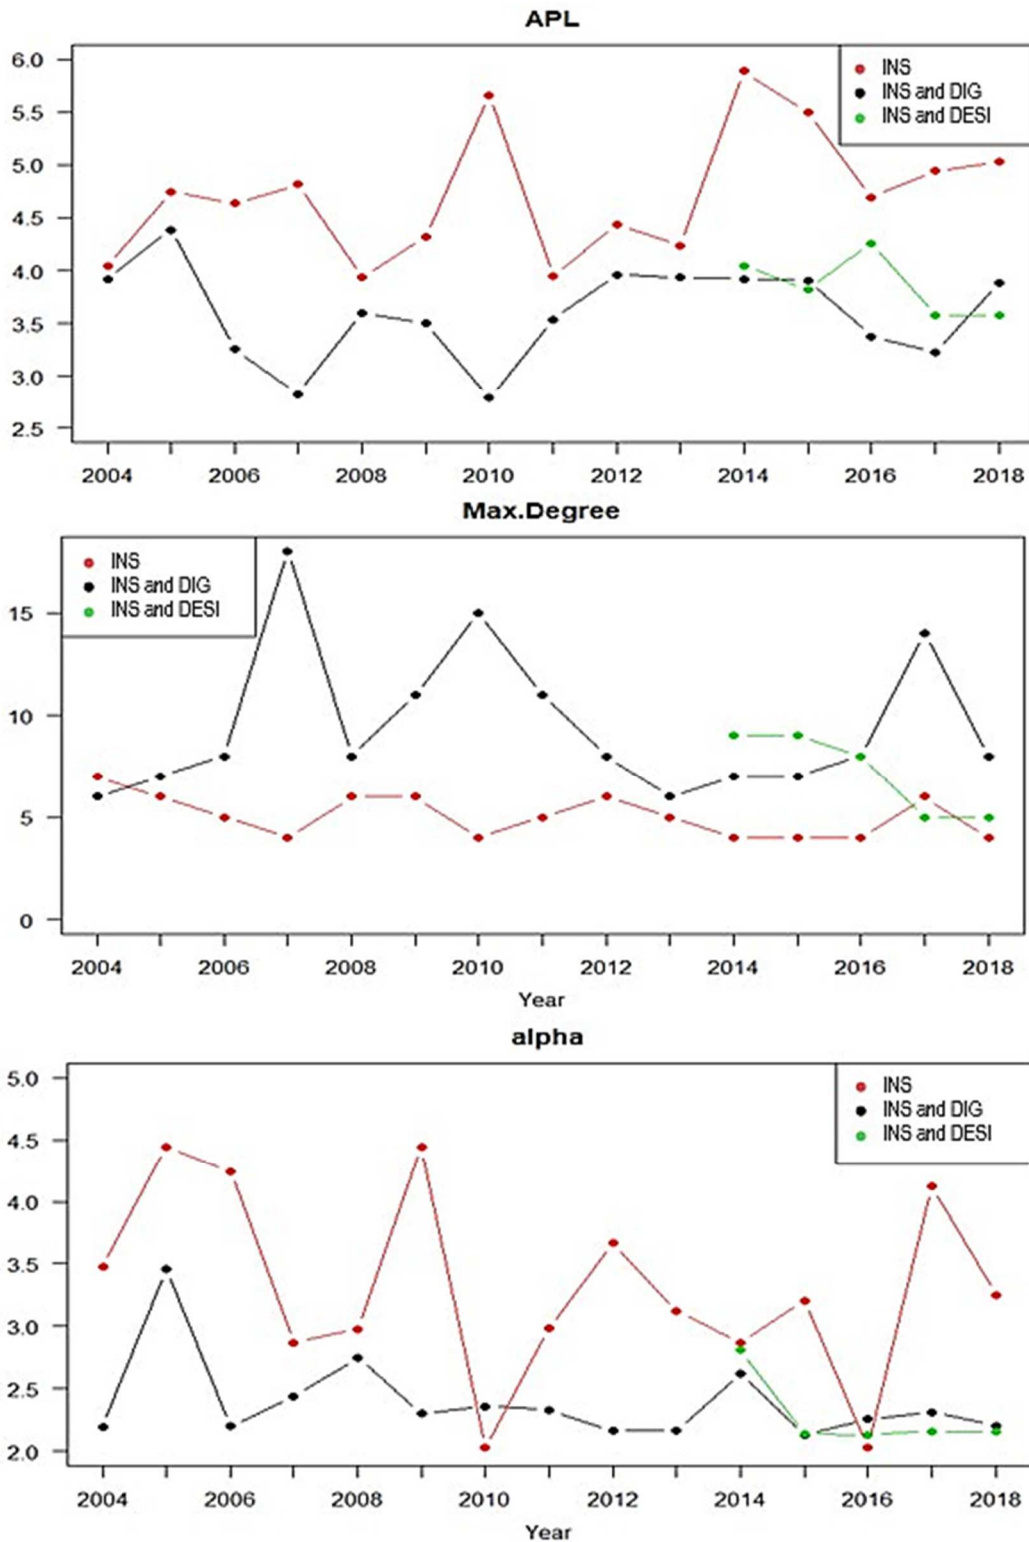 APL
6.0
5.5
5.0
4.5
4.0
3.5
3.0
2.5
INS
INS and DIG
INS and DESI
2004 2006 2008 2010 2012 2014 2016 2018
Max.Degree
15
10
5
0
INS
INS and DIG
INS and DESI
2004 2006 2008 2010 2012 2014 2016 2018
Year
alpha
5.0
4.5
4.0
3.5
3.0
2.5
2.0
INS
INS and DIG
INS and DESI
2004 2006 2008 2010 2012 2014 2016 2018
Year